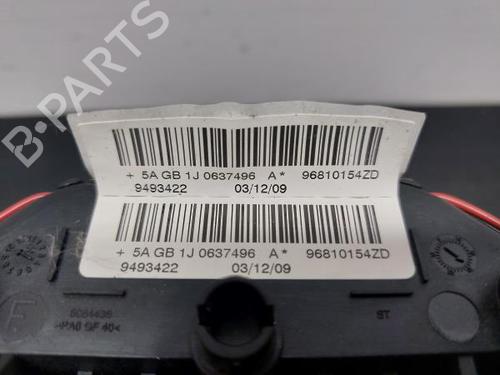 B-PARTS
+ 5A GB 1J 0637496 A* 96810154ZD
9493422 03/12/09
+ 5A GB 1J 0637496 A* 96810154ZD
9493422 03/12/09
F
ST